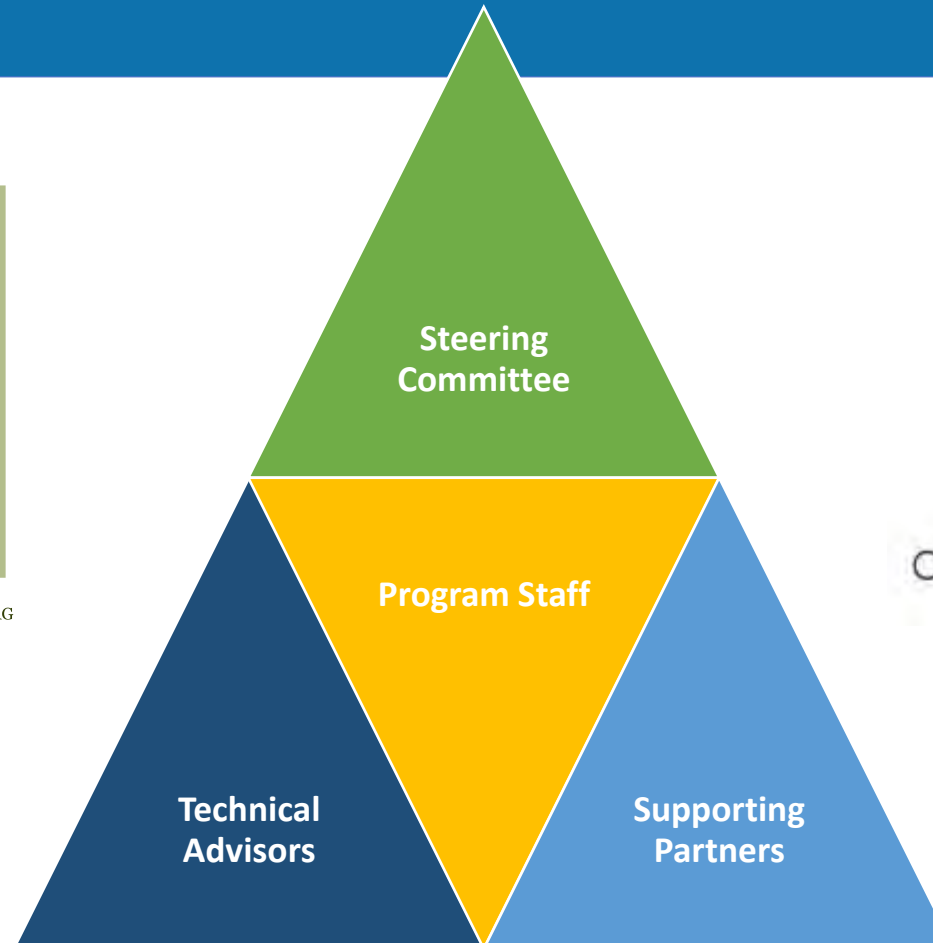 Steering
Committee
Program Staff
Technical
Advisors
Supporting
Partners